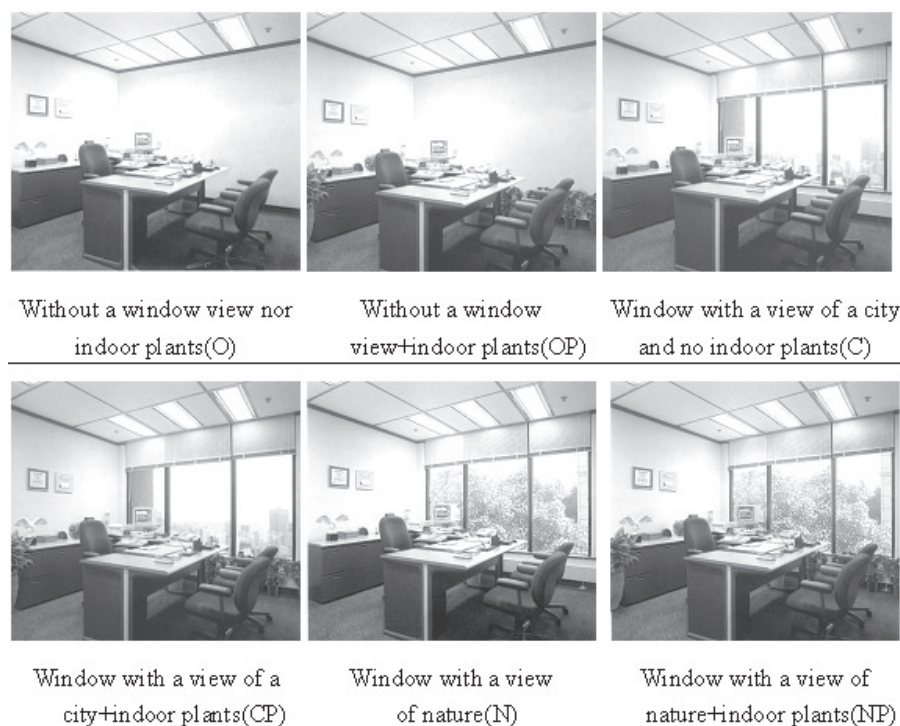 Without a window view nor
indoor plants(O)
Without a window
view+indoor plants(OP)
Window with a view of a city
and no indoor plants(C)
Window with a view of a
city+indoor plants(CP)
Window with a view
of nature(N)
Window with a view of
nature+indoor plants(NP)